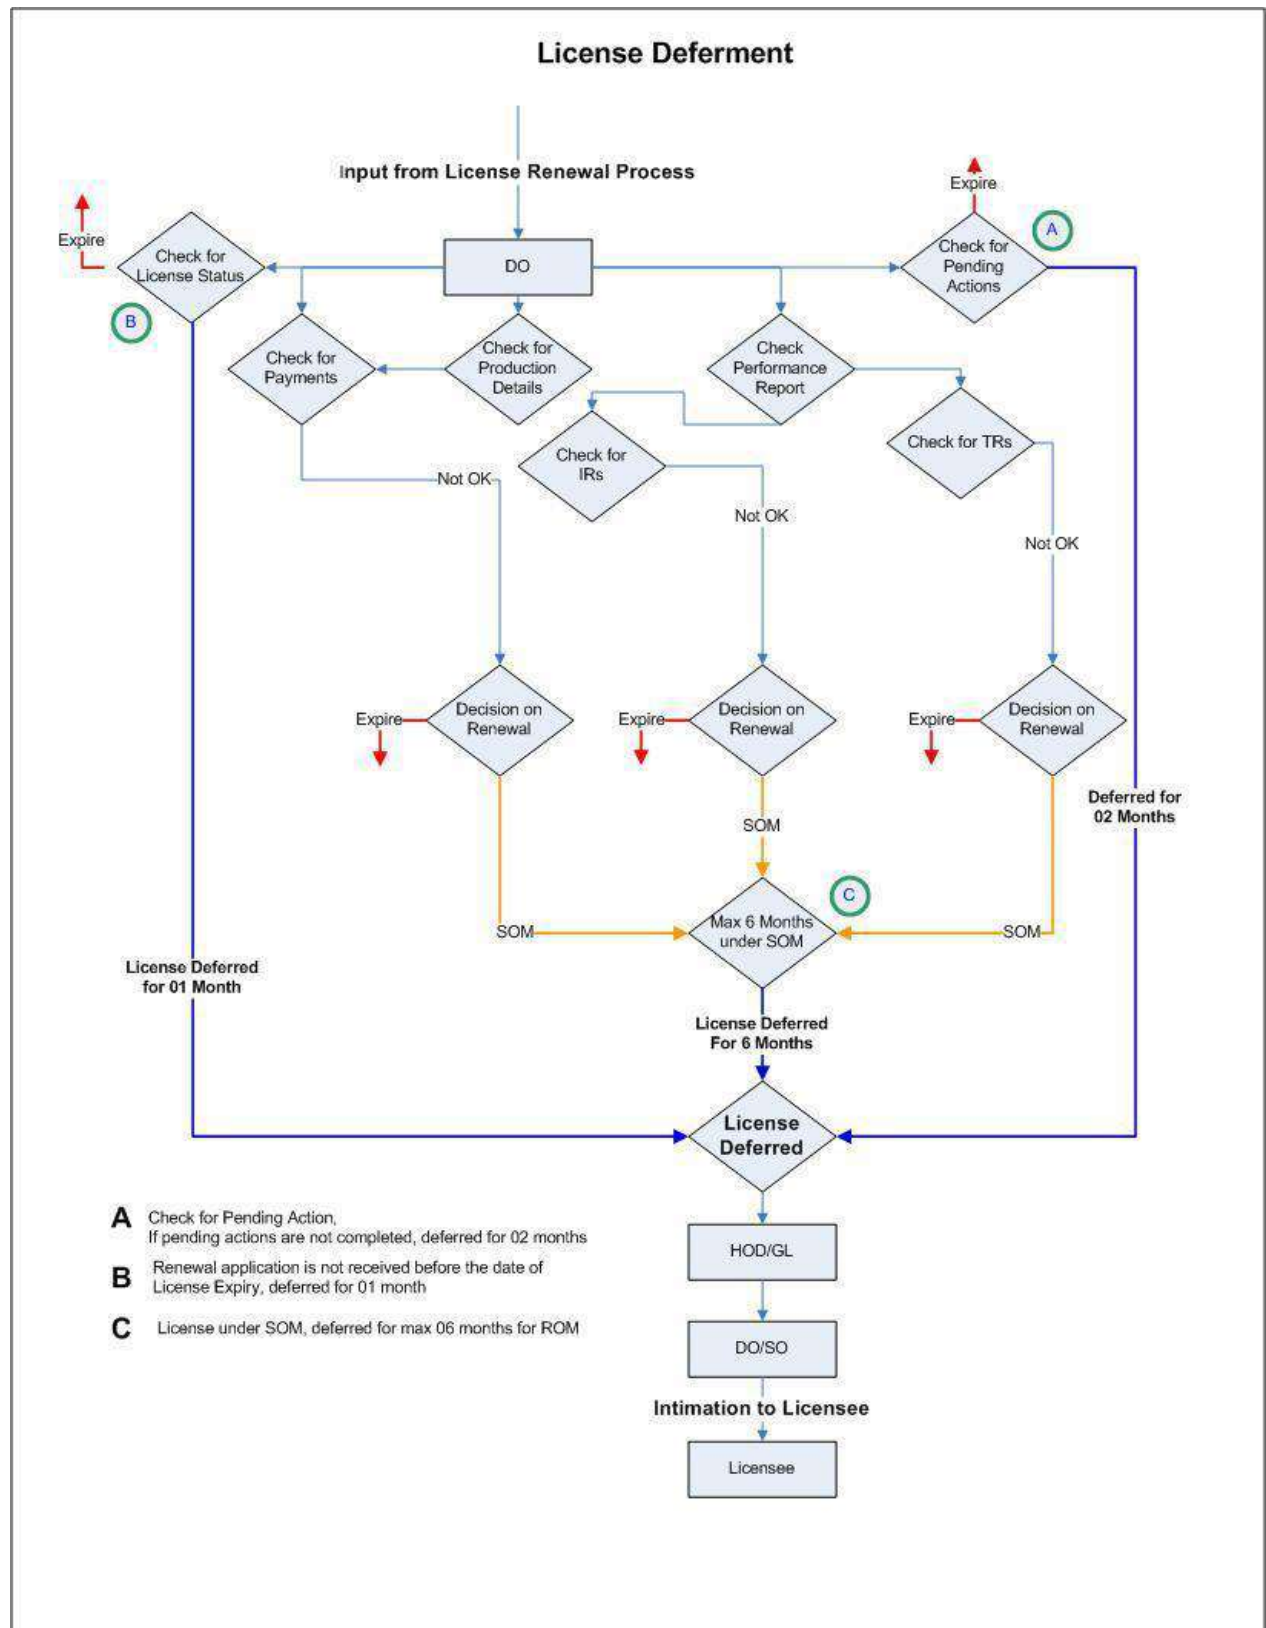 License Deferment
Input from License Renewal Process
Expire
A
Expire
Check for
License Status
DO
Check for
Pending
Actions
B
Check for
Payments
Check for
Production
Details
Check
Performance
Report
Check for
IRs
Check for TRs
Not OK
Not OK
Not OK
Expire
Decision on
Renewal
Expire
Decision on
Renewal
Expire
Decision on
Renewal
Deferred for
02 Months
SOM
C
SOM
Max 6 Months
under SOM
SOM
License Deferred
for 01 Month
License Deferred
For 6 Months
License
Deferred
A Check for Pending Action,
If pending actions are not completed, deferred for 02 months
B Renewal application is not received before the date of
License Expiry, deferred for 01 month
C License under SOM, deferred for max 06 months for ROM
HOD/GL
DO/SO
Intimation to Licensee
Licensee